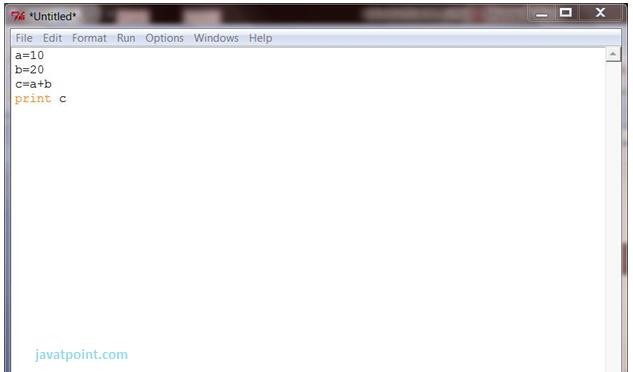 *Untitled*
File Edit Format Run Options Windows Help
a=10
b=20
c=a+b
print c
javatpoint.com